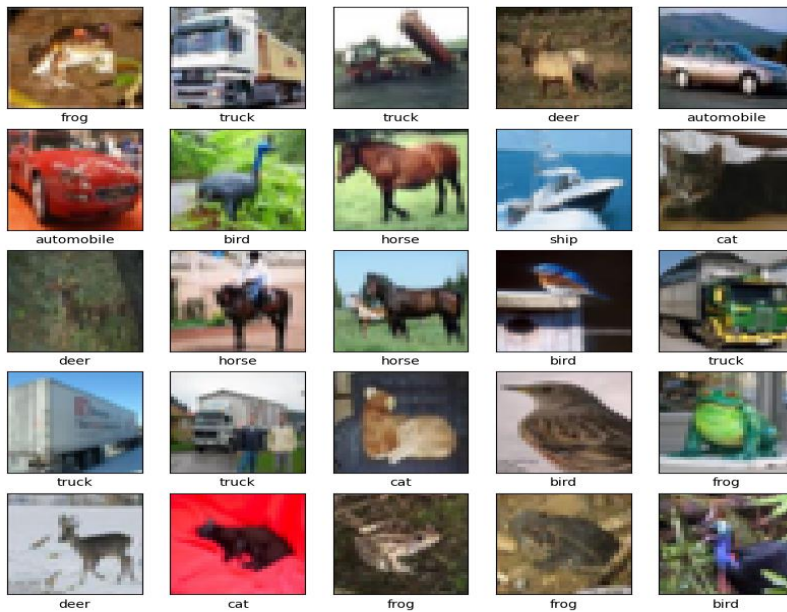 frog truck truck deer automobile
automobile bird horse ship cat
deer horse horse bird truck
truck truck cat bird frog
deer cat frog frog bird